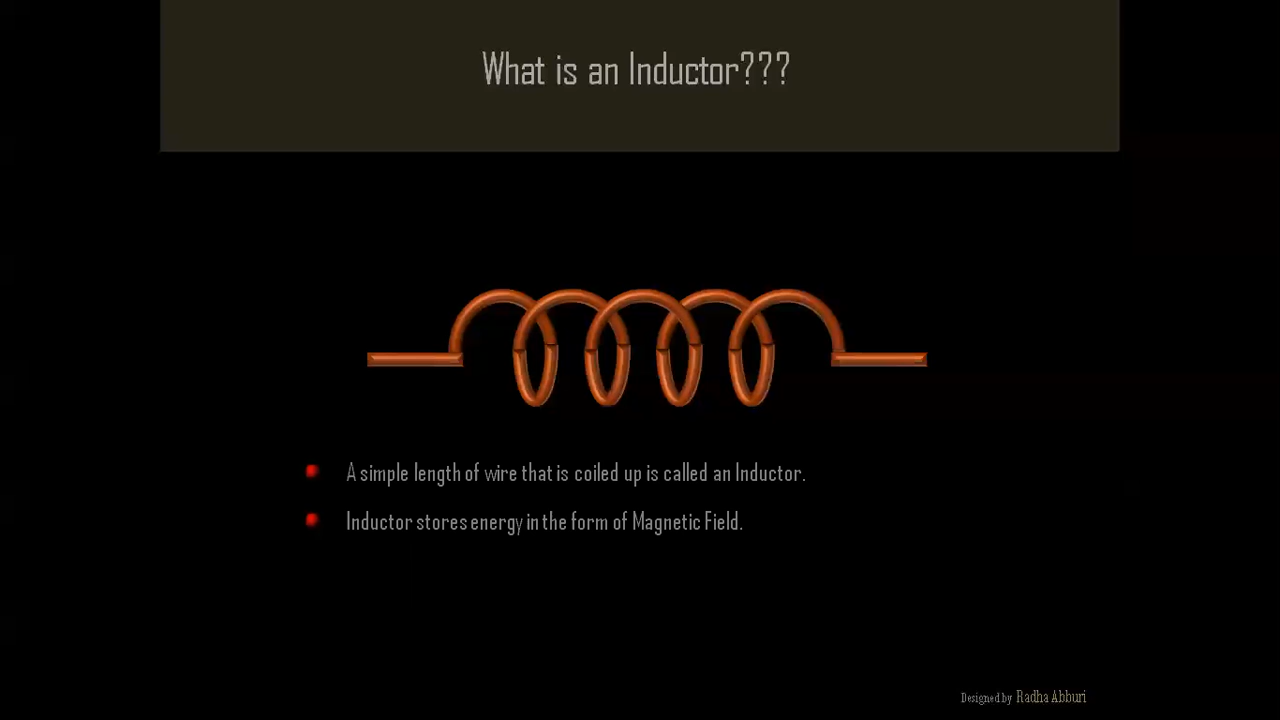 What is an Inductor???
A simple length of wire that is coiled up is called an Inductor.
Inductor stores energy in the form of Magnetic Field.
Designed by Radha Abburi